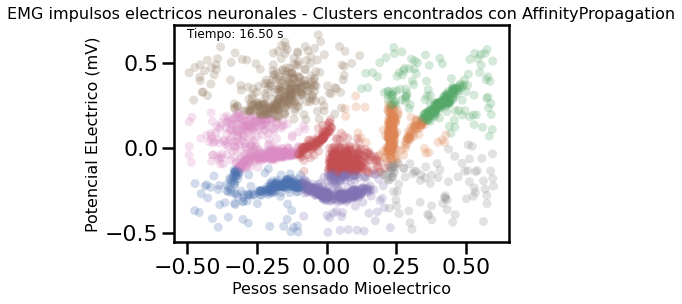 EMG impulsos electricos neuronales - Clusters encontrados con AffinityPropagation
Tiempo: 16.50 s
Potencial ELectrico (mV)
0.5
0.0
−0.5
−0.50 −0.25 0.00 0.25 0.50
Pesos sensado Mioelectrico